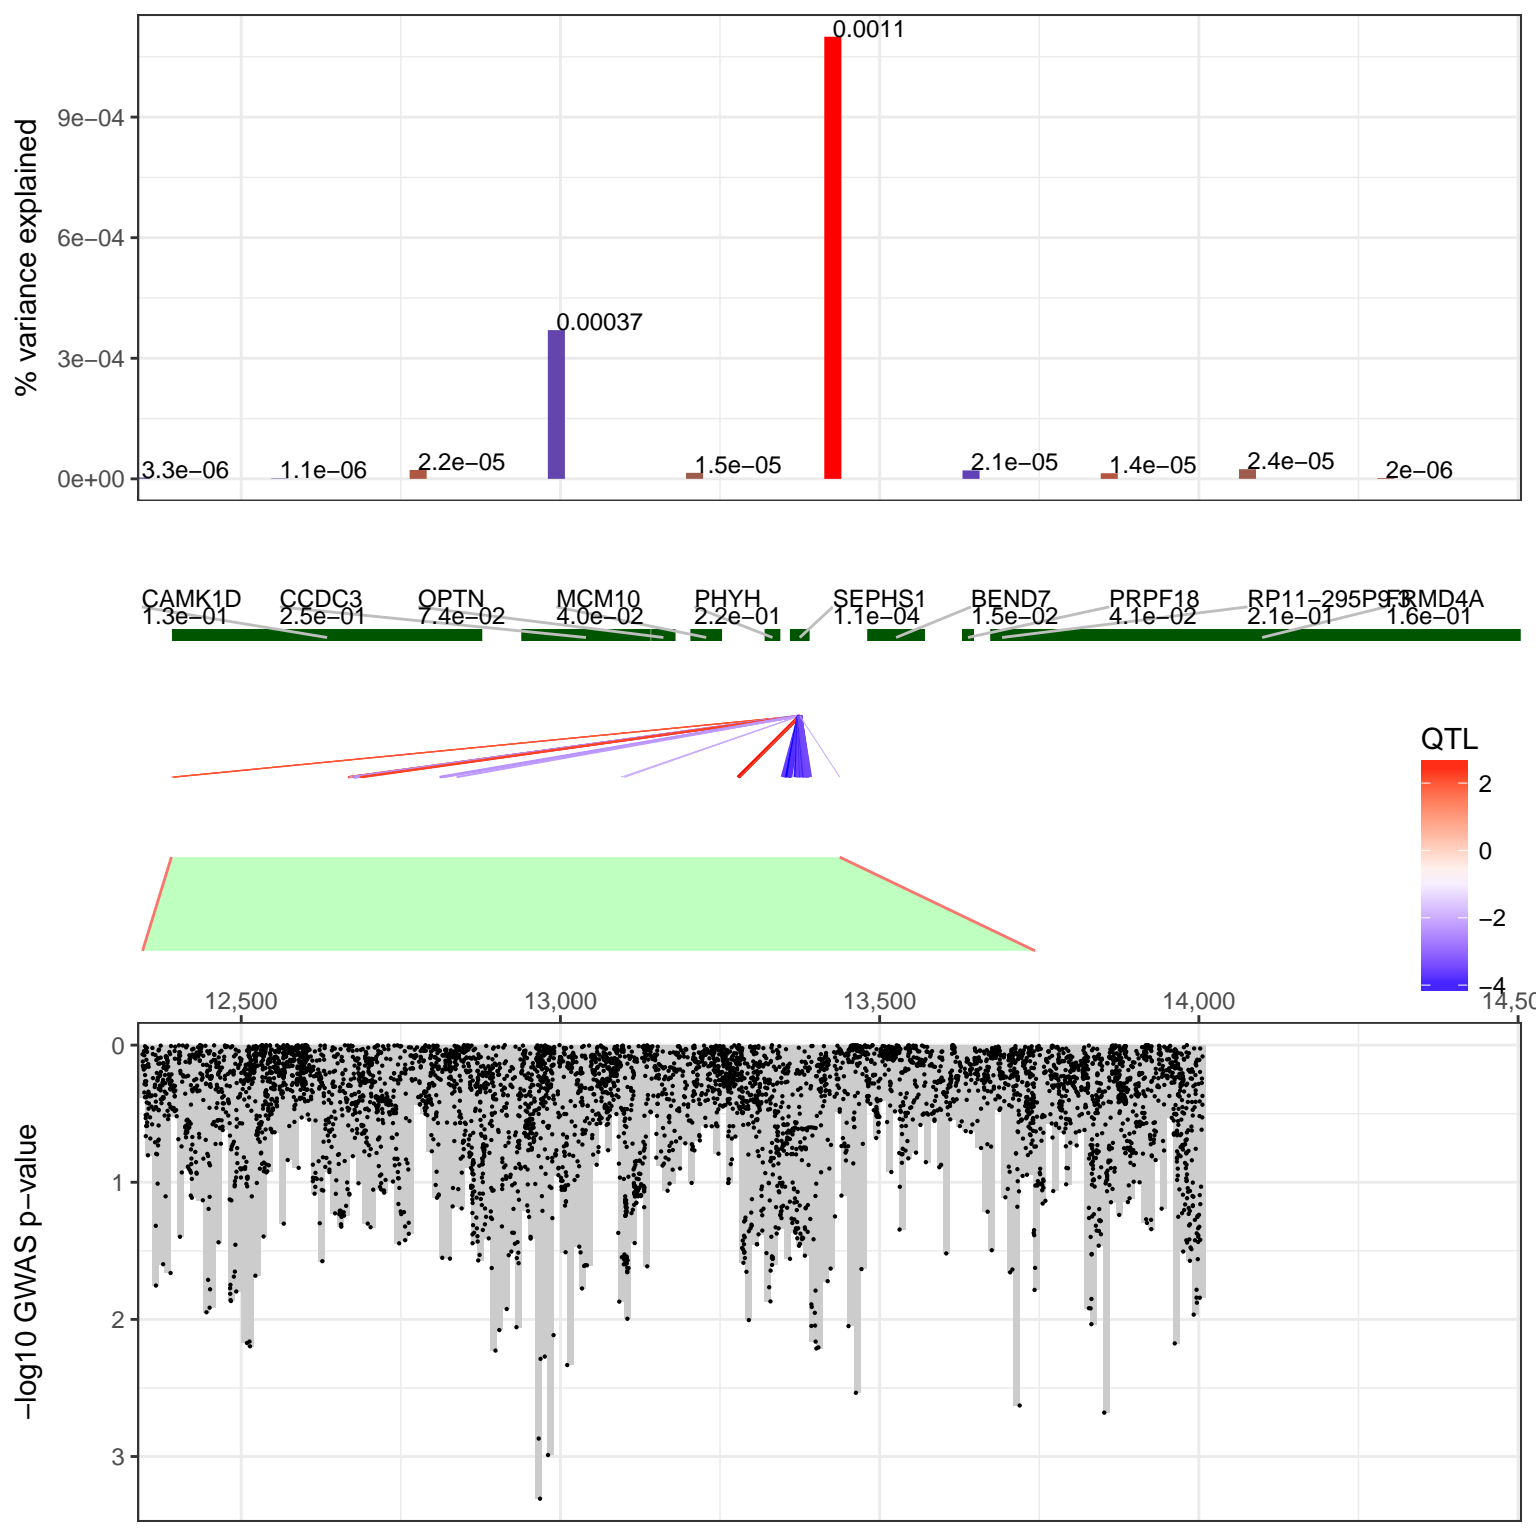 0.0011
9e−04
6e−04
0.00037
3e−04
% variance explained
3.3e−06 1.1e−06 2.2e−05 1.5e−05 2.1e−05 1.4e−05 2.4e−05 2e−06
0e+00
CAMK1D CCDC3 OPTN MCM10 PHYH SEPHS1 BEND7 PRPF18 RP11−295P9.3 FRMD4A
1.3e−01 2.5e−01 7.4e−02 4.0e−02 2.2e−01 1.1e−04 1.5e−02 4.1e−02 2.1e−01 1.6e−01
QTL
2
0
−2
−4
12,500 13,000 13,500 14,000 14,50
0
1
2
3
−log10 GWAS p−value